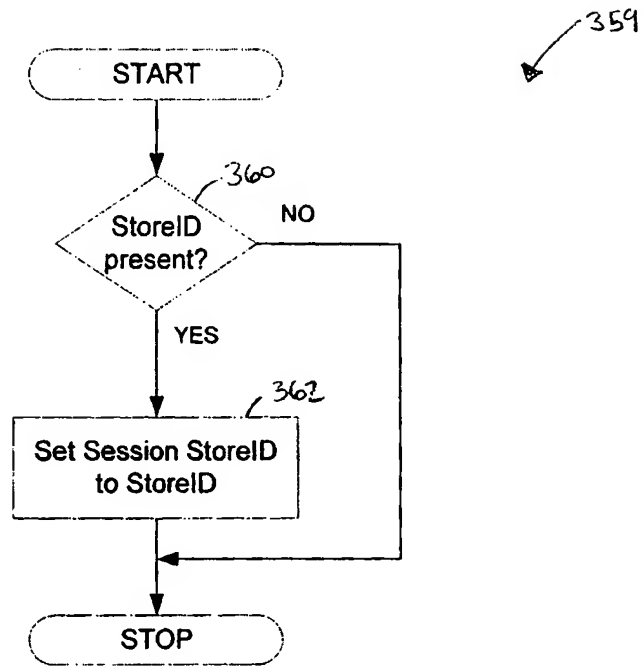 359
START
360
StoreID
present?
NO
YES
362
Set Session StoreID
to StoreID
STOP